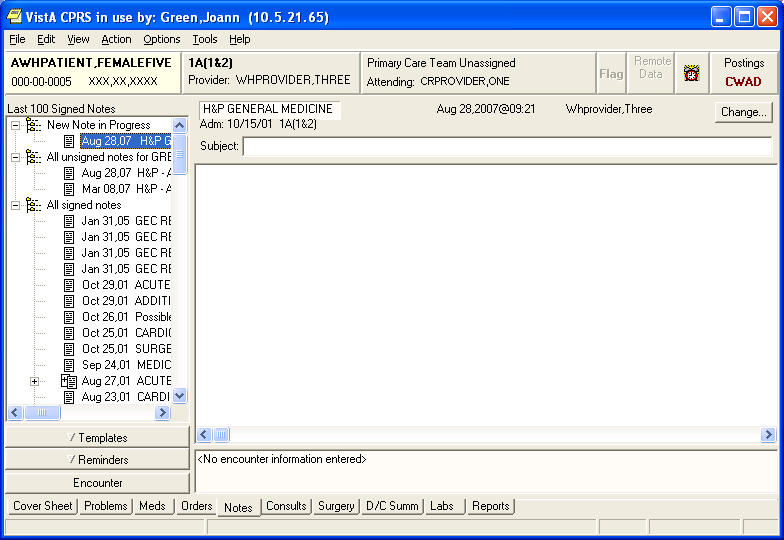 VistA CPRS in use by: Green,Joann (10.5.21.65)
File Edit View Action Options Tools Help
AWHPATIENT,FEMALEFIVE
000-00-0005 XXX,XX,XXXX
1A(1&2)
Provider: WHPROVIDER,THREE
Primary Care Team Unassigned
Attending: CRPROVIDER,ONE
Flag
Remote
Data
Postings
CWAD
Last 100 Signed Notes
New Note in Progress
Aug 28,07 H&P G
All unsigned notes for GRE
Aug 28,07 H&P - A
Mar 08,07 H&P - A
All signed notes
Jan 31,05 GEC RE
Jan 31,05 GEC RE
Jan 31,05 GEC RE
Jan 31,05 GEC RE
Oct 29,01 ACUTE
Oct 29,01 ADDITI
Oct 26,01 Possible
Oct 25,01 CARDIO
Oct 25,01 SURGE
Sep 24,01 MEDIC
Aug 27,01 ACUTE
Aug 23,01 CARDI
H&P GENERAL MEDICINE Aug 28,2007@09:21 Whprovider,Three
Change...
Adm: 10/15/01 1A(1&2)
Subject:
/ Templates
/ Reminders
Encounter
<No encounter information entered>
Cover Sheet Problems Meds Orders Notes Consults Surgery D/C Summ Labs Reports